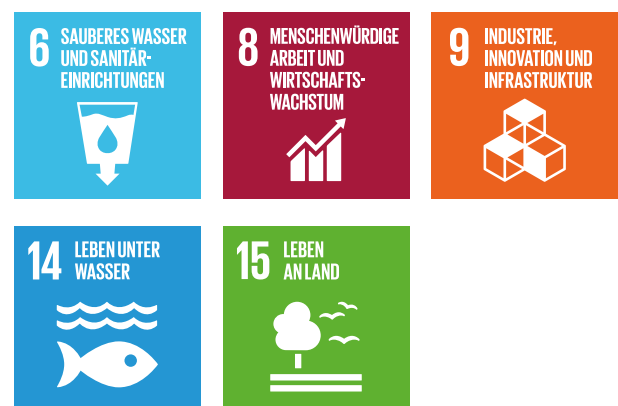 6
SAUBERES WASSER
UND SANITÄR-
EINRICHTUNGEN
8
MENSCHENWÜRDIGE
ARBEIT UND
WIRTSCHAFTS-
WACHSTUM
9
INDUSTRIE,
INNOVATION UND
INFRASTRUKTUR
14
LEBEN UNTER
WASSER
15
LEBEN
AN LAND